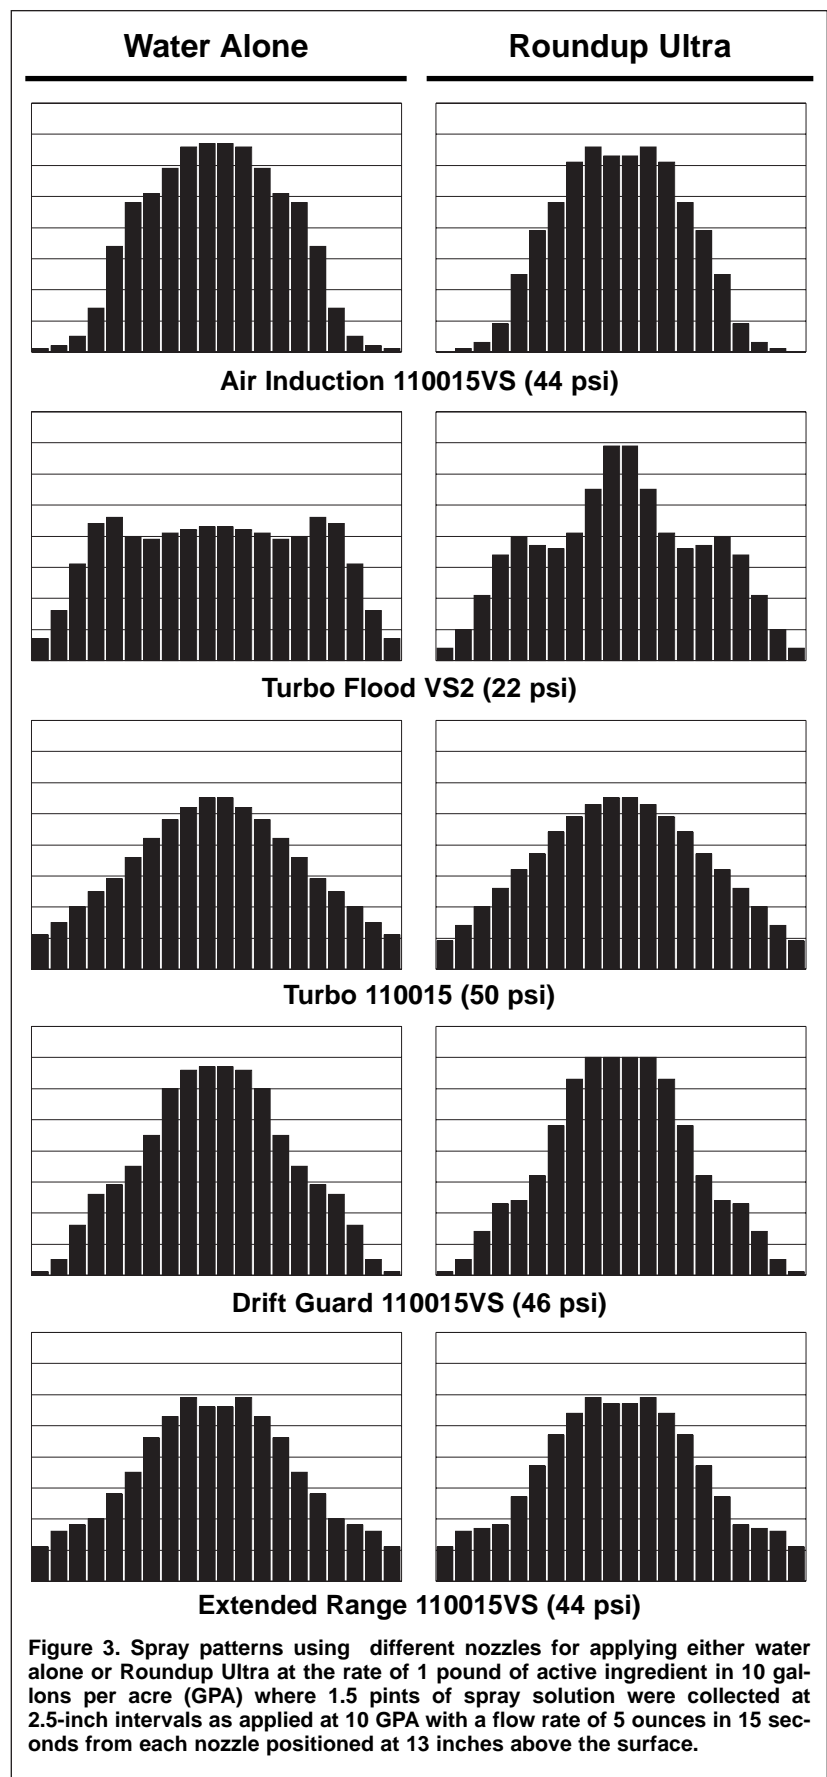 Water Alone
Roundup Ultra
Air Induction 110015VS (44 psi)
Turbo Flood VS2 (22 psi)
Turbo 110015 (50 psi)
Drift Guard 110015VS (46 psi)
Extended Range 110015VS (44 psi)
Figure 3. Spray patterns using different nozzles for applying either water
alone or Roundup Ultra at the rate of 1 pound of active ingredient in 10 gal-
lons per acre (GPA) where 1.5 pints of spray solution were collected at
2.5-inch intervals as applied at 10 GPA with a flow rate of 5 ounces in 15 sec-
onds from each nozzle positioned at 13 inches above the surface.